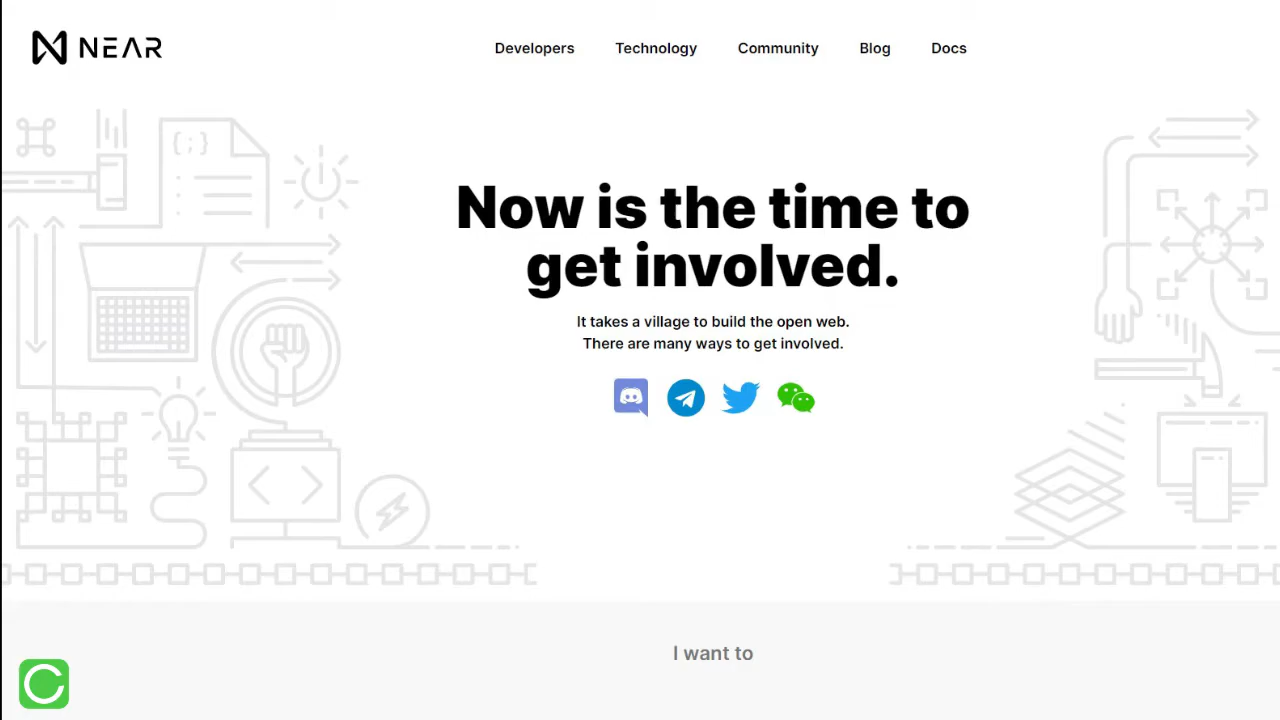 NEAR
Developers Technology Community Blog Docs
{;}
Now is the time to
get involved.
It takes a village to build the open web.
There are many ways to get involved.
I want to